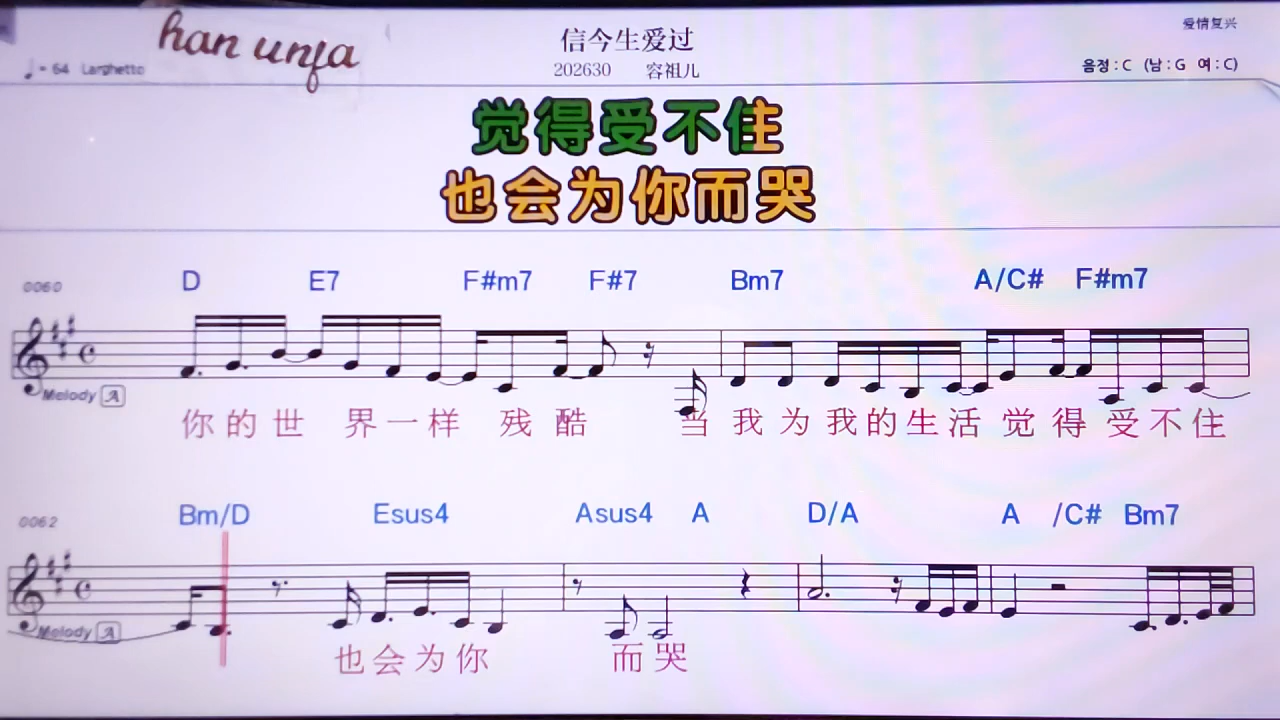 han unfa
信今生爱过
爱情复兴
♩= 64 Larghetto
202630 容祖儿
음정 : C (남 : G 여 : C)
觉得受不住
也会为你而哭
0060 D E7 F#m7 F#7 Bm7 A/C# F#m7
Melody A
你的世 界一样 残酷 当我为我的生活觉得受不住
0062 Bm/D Esus4 Asus4 A D/A A /C# Bm7
Melody A
也会为你 而哭